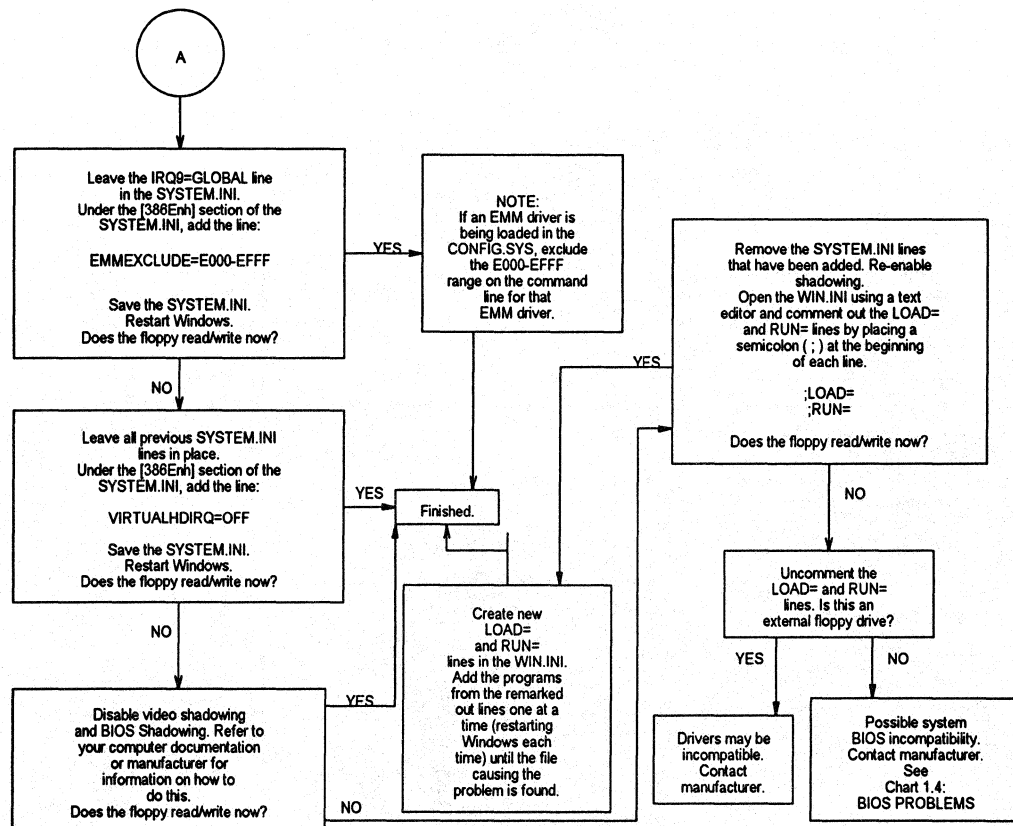 A
Leave the IRQ9=GLOBAL line
in the SYSTEM.INI.
Under the [386Enh] section of the
SYSTEM.INI, add the line:
EMMEXCLUDE=E000-EFFF
Save the SYSTEM.INI.
Restart Windows.
Does the floppy read/write now?
YES
NOTE:
If an EMM driver is
being loaded in the
CONFIG.SYS, exclude
the E000-EFFF
range on the command
line for that
EMM driver.
NO
Leave all previous SYSTEM.INI
lines in place.
Under the [386Enh] section of the
SYSTEM.INI, add the line:
VIRTUALHDIRQ=OFF
Save the SYSTEM.INI.
Restart Windows.
Does the floppy read/write now?
YES
Finished.
NO
Disable video shadowing
and BIOS Shadowing. Refer to
your computer documentation
or manufacturer for
information on how to
do this.
Does the floppy read/write now?
YES
NO
Remove the SYSTEM.INI lines
that have been added. Re-enable
shadowing.
Open the WIN.INI using a text
editor and comment out the LOAD=
and RUN= lines by placing a
semicolon ( ; ) at the beginning
of each line.
;LOAD=
;RUN=
Does the floppy read/write now?
YES
Create new
LOAD=
and RUN=
lines in the WIN.INI.
Add the programs
from the remarked
out lines one at a
time (restarting
Windows each
time) until the file
causing the
problem is found.
NO
Uncomment the
LOAD= and RUN=
lines. Is this an
external floppy drive?
YES
NO
Drivers may be
incompatible.
Contact
manufacturer.
Possible system
BIOS incompatibility.
Contact manufacturer.
See
Chart 1.4:
BIOS PROBLEMS